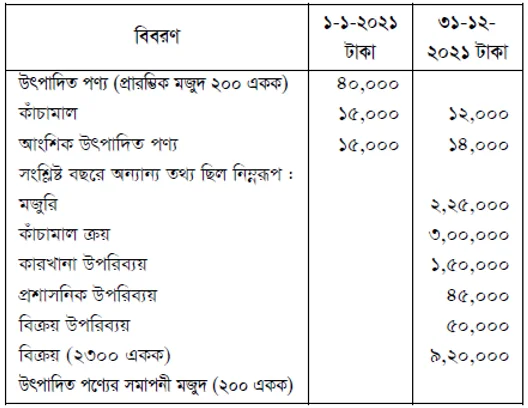 বিবরণ ১-১-২০২১ টাকা ৩১-১২-২০২১ টাকা
উৎপাদিত পণ্য (প্রারম্ভিক মজুদ ২০০ একক) ৪০,০০০
কাঁচামাল ১৫,০০০ ১২,০০০
আংশিক উৎপাদিত পণ্য ১৫,০০০ ১৪,০০০
সংশ্লিষ্ট বছরে অন্যান্য তথ্য ছিল নিম্নরূপ :
মজুরি ২,২৫,০০০
কাঁচামাল ক্রয় ৩,০০,০০০
কারখানা উপরিব্যয় ১,৫০,০০০
প্রশাসনিক উপরিব্যয় ৪৫,০০০
বিক্রয় উপরিব্যয় ৫০,০০০
বিক্রয় (২৩০০ একক) ৯,২০,০০০
উৎপাদিত পণ্যের সমাপনী মজুদ (২০০ একক)